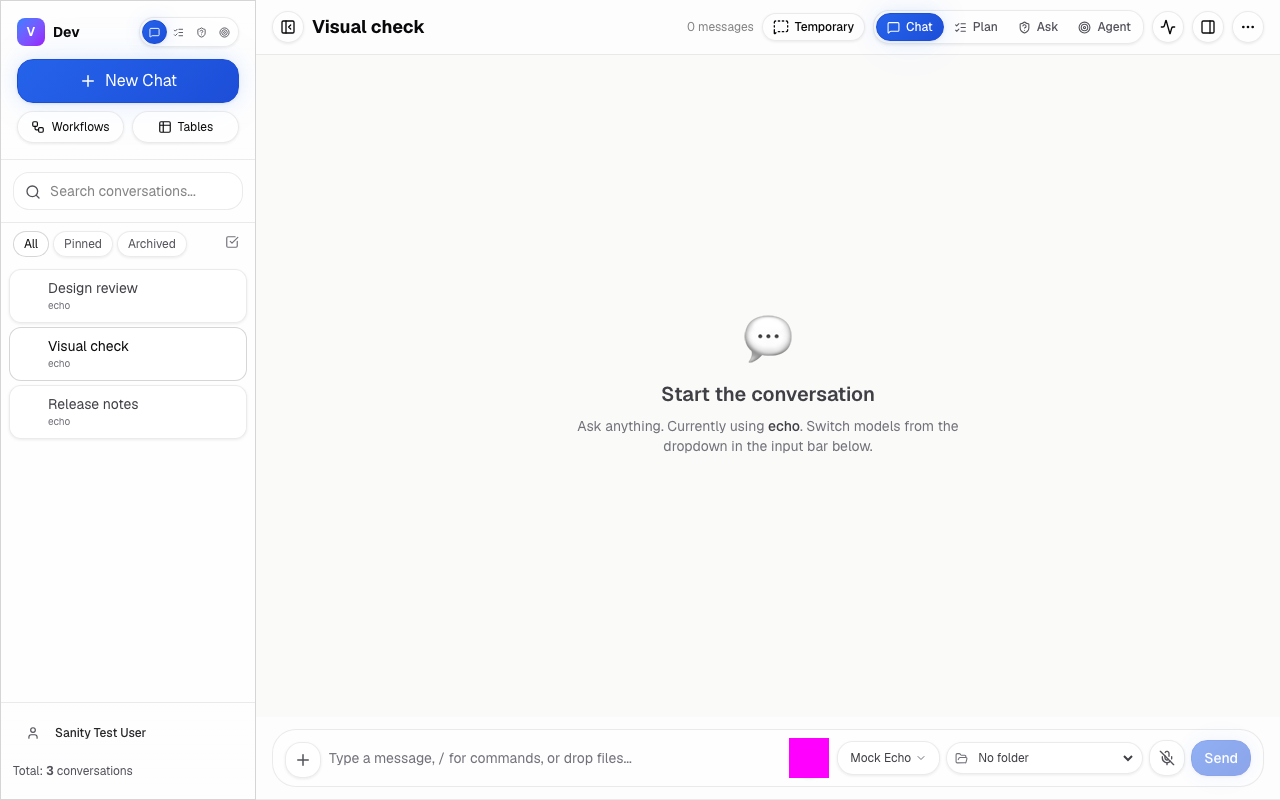 V Dev
New Chat
Workflows Tables
Search conversations...
All Pinned Archived
Design review
echo
Visual check
echo
Release notes
echo
Sanity Test User
Total: 3 conversations
Visual check 0 messages Temporary Chat Plan Ask Agent
Start the conversation
Ask anything. Currently using echo. Switch models from the
dropdown in the input bar below.
Type a message, / for commands, or drop files... Mock Echo No folder Send